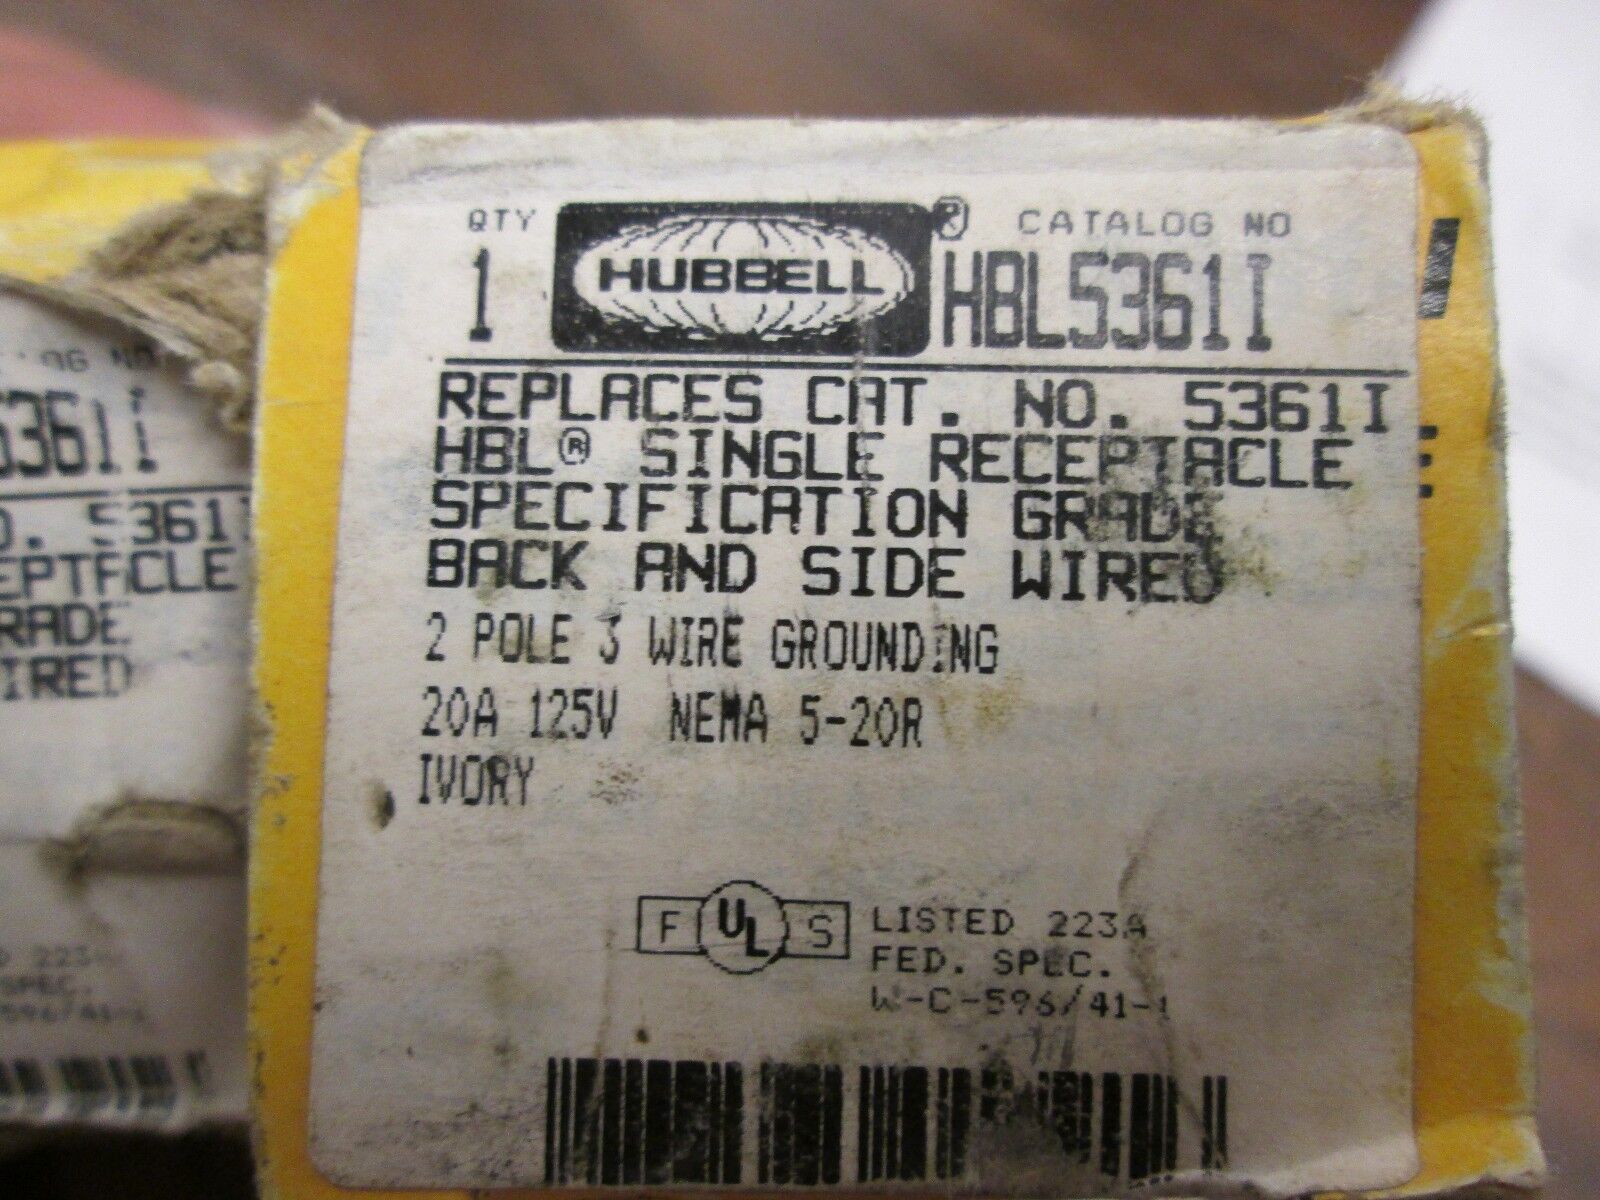 QTY HUBBELL ® CATALOG NO
1 HBL5361I
REPLACES CAT. NO. 5361I
HBL® SINGLE RECEPTACLE
SPECIFICATION GRADE
BACK AND SIDE WIRED
2 POLE 3 WIRE GROUNDING
20A 125V NEMA 5-20R
IVORY
F UL S LISTED 223A
FED. SPEC.
W-C-596/41-1
5361I
5361I
CLE
IRED
SPEC.